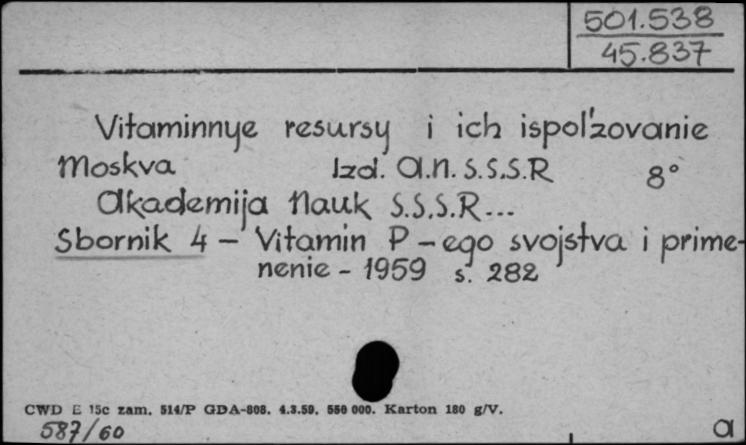 501.538
45.837
Vitaminnye resursy i ich ispol'zovanie
Moskva Izd. A.N. S.S.S.R 8°
Akademija Nauk S.S.S.R...
Sbornik 4 - Vitamin P - ego svojstva i prime-
nenie - 1959 s. 282
CWD E 15c zam. 514/P GDA-808. 4.3.59. 550 000. Karton 180 g/V.
587/60
a